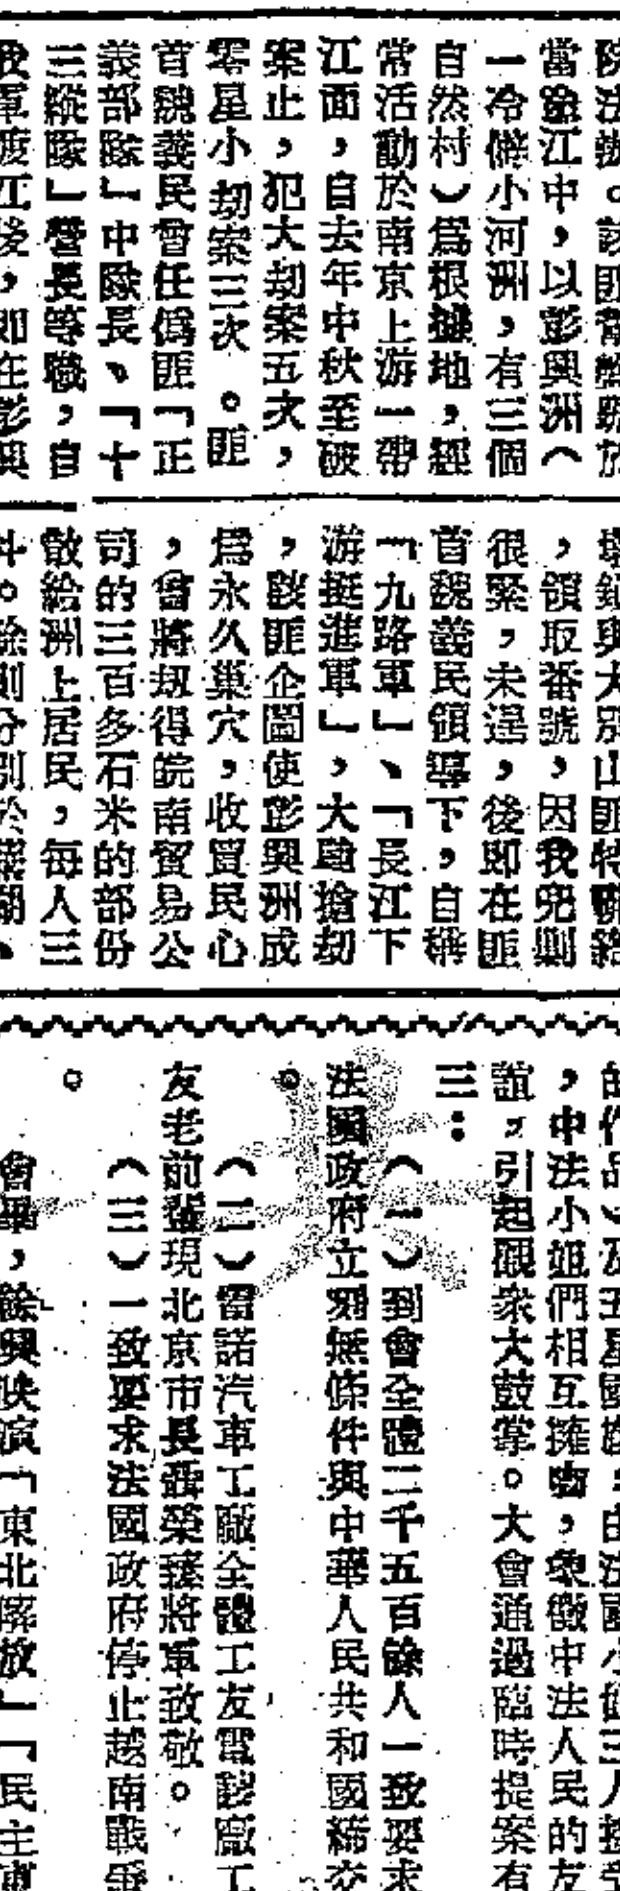 當塗江中，以彭興洲（
一冷僻小河洲，有三個
自然村）爲根據地，經
常活動於南京上游一帶
江面，自去年中秋至破
案止，犯大刧案五次，
零星小刧案三次。匪
首魏義民曾任僞匪「正
義部隊」中隊長、「十
三縱隊」營長等職，自
我軍渡江後，即在彭興
，領取番號，因我兜剿
很緊，未逞，後即在匪
首魏義民領導下，自稱
「九路軍」、「長江下
游挺進軍」，大肆搶刧
，該匪企圖使彭興洲成
爲永久巢穴，收買民心
，曾將刼得皖南貿易公
司的三百多石米的部份
散給洲上居民，每人三
斗。餘則分別於蕪湖、
，中法小姐們相互擁吻，象徵中法人民的友
誼，引起觀衆大鼓掌。大會通過臨時提案有
三：
（一）到會全體二千五百餘人一致要求
法國政府立刻無條件與中華人民共和國締交
。
（二）雷諾汽車工廠全體工友電
友老前輩現北京市長聶榮臻將軍致敬。
（三）一致要求法國政府停止越南戰爭
。
會畢，餘興映演「東北解放」「民主